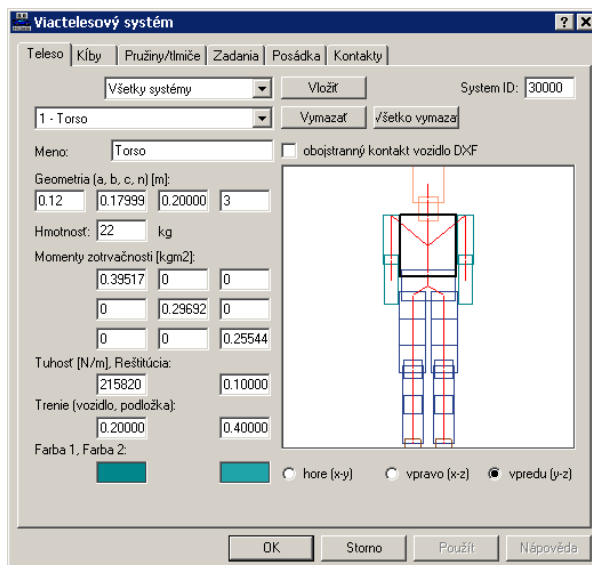 Viactelesový systém
Teleso Kĺby Pružiny/tlmiče Zadania Posádka Kontakty
Všetky systémy Vložiť System ID: 30000
1 - Torso Vymazať Všetko vymazať
Meno: Torso obojstranný kontakt vozidlo DXF
Geometria (a, b, c, n) [m]:
0.12 0.17999 0.20000 3
Hmotnosť: 22 kg
Momenty zotrvačnosti [kgm2]:
0.39517 0 0
0 0.29692 0
0 0 0.25544
Tuhosť [N/m], Reštitúcia:
215820 0.10000
Trenie (vozidlo, podložka):
0.20000 0.40000
Farba 1, Farba 2:
hore (x-y) vpravo (x-z) vpredu (y-z)
OK Storno Použít Nápověda